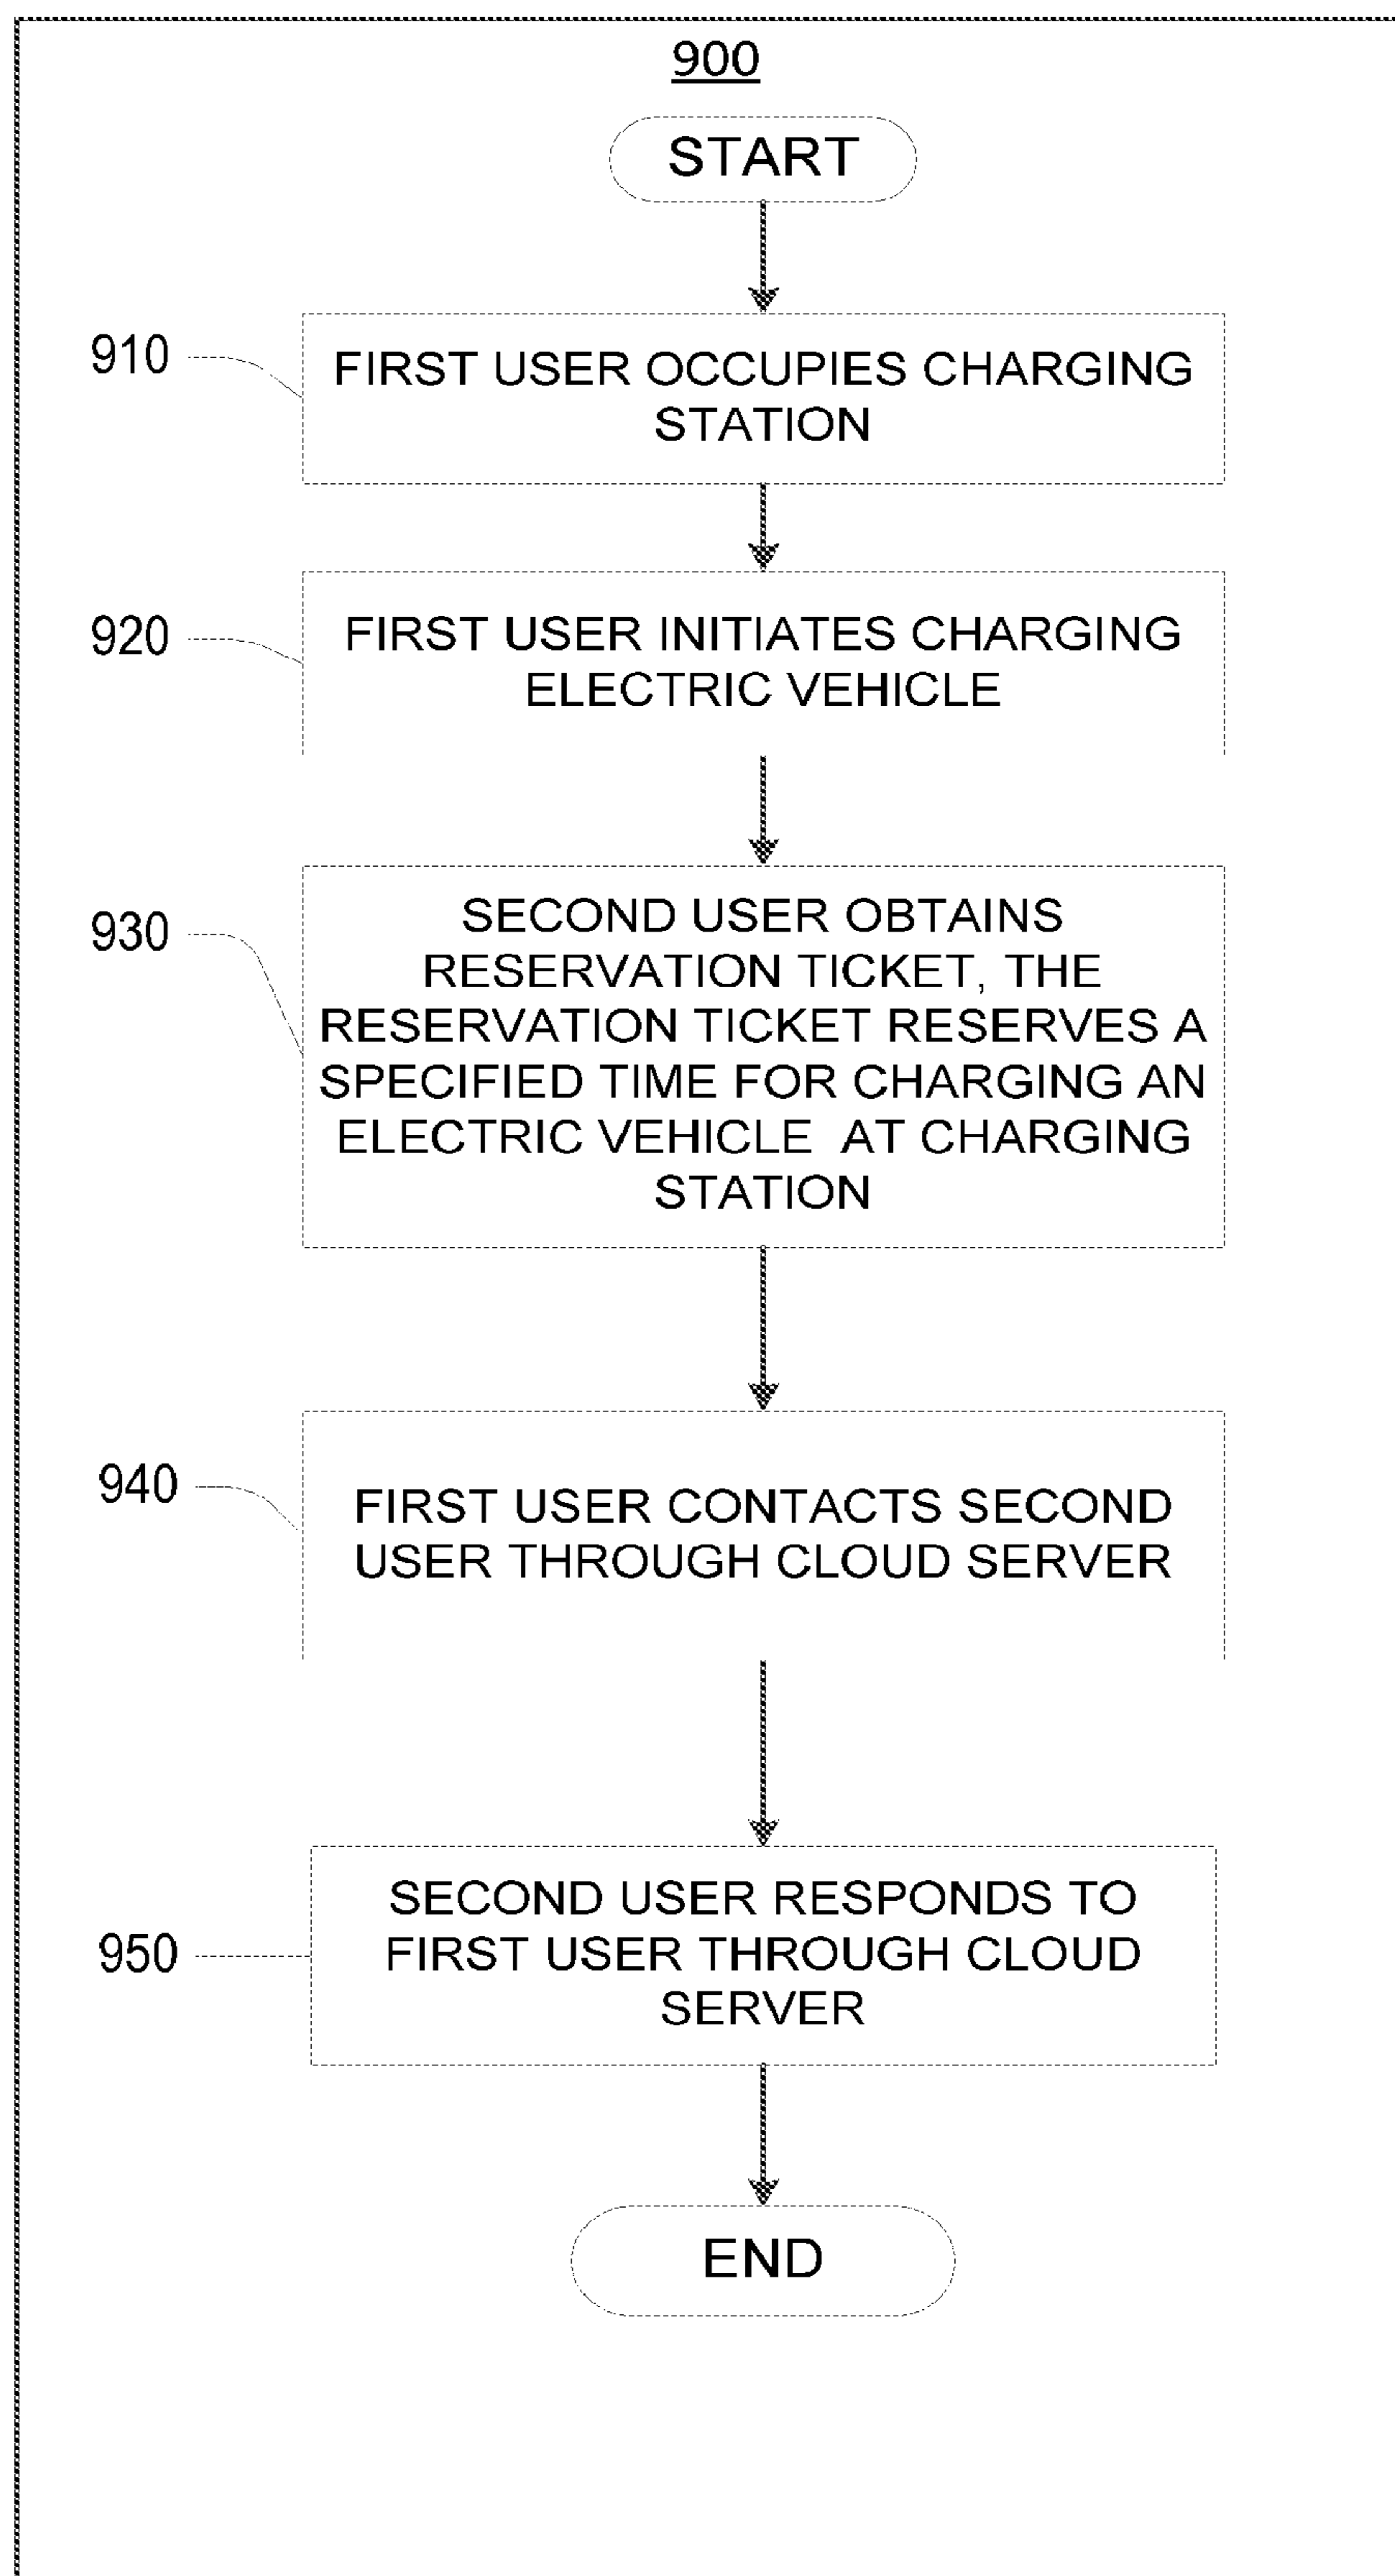 900
START
910
FIRST USER OCCUPIES CHARGING
STATION
920
FIRST USER INITIATES CHARGING
ELECTRIC VEHICLE
930
SECOND USER OBTAINS
RESERVATION TICKET, THE
RESERVATION TICKET RESERVES A
SPECIFIED TIME FOR CHARGING AN
ELECTRIC VEHICLE AT CHARGING
STATION
940
FIRST USER CONTACTS SECOND
USER THROUGH CLOUD SERVER
950
SECOND USER RESPONDS TO
FIRST USER THROUGH CLOUD
SERVER
END